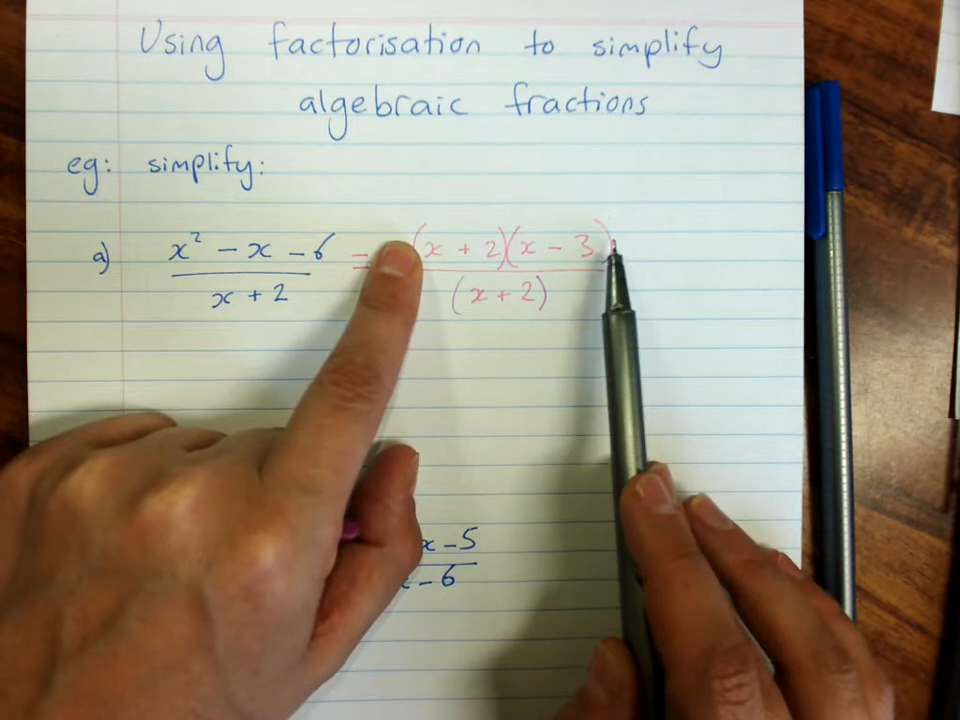 Using factorisation to simplify
algebraic fractions
eg: simplify:
a) x² - x - 6 = (x + 2)(x - 3)
x + 2 (x + 2)
x - 5
- 6